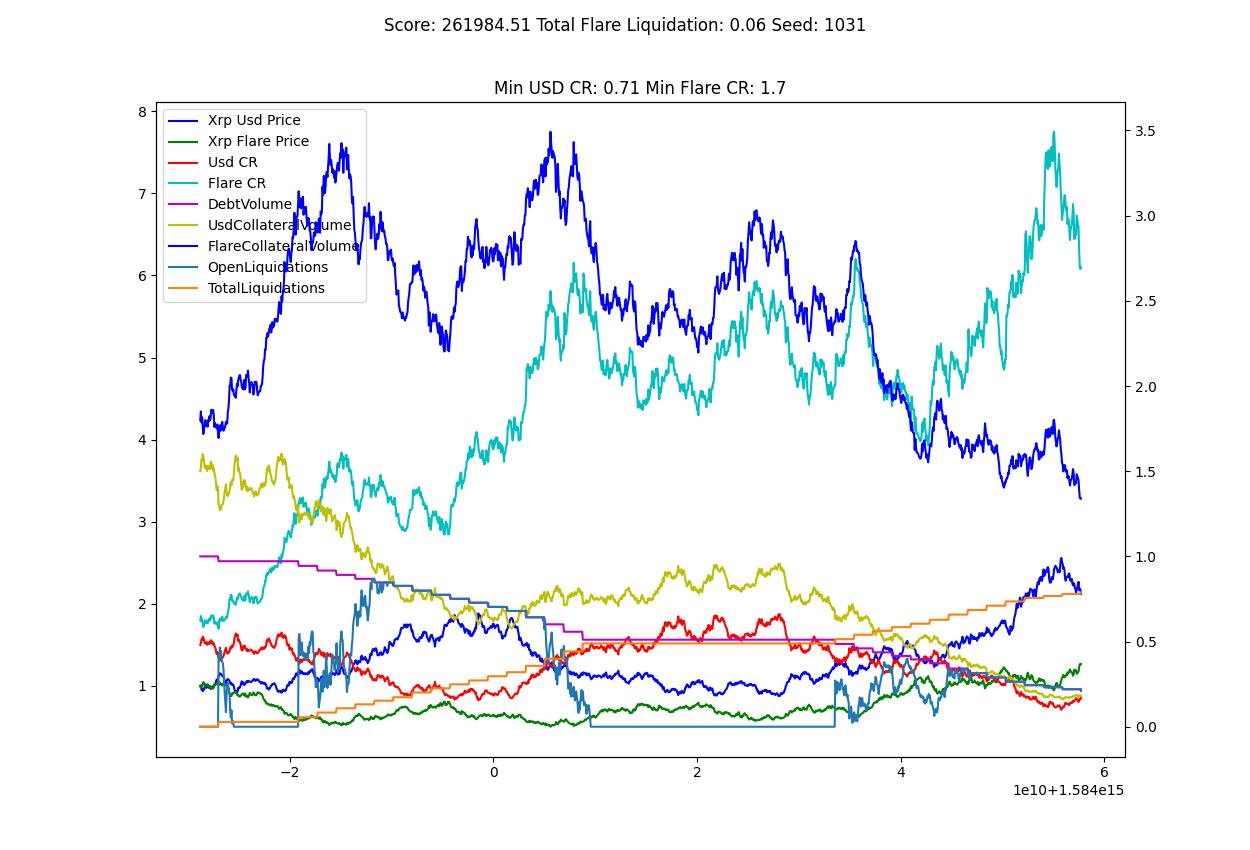 Score: 261984.51 Total Flare Liquidation: 0.06 Seed: 1031
Min USD CR: 0.71 Min Flare CR: 1.7
Xrp Usd Price
Xrp Flare Price
Usd CR
Flare CR
DebtVolume
UsdCollateralVolume
FlareCollateralVolume
OpenLiquidations
TotalLiquidations
8
7
6
5
4
3
2
1
3.5
3.0
2.5
2.0
1.5
1.0
0.5
0.0
−2
0
2
4
6
1e10+1.584e15